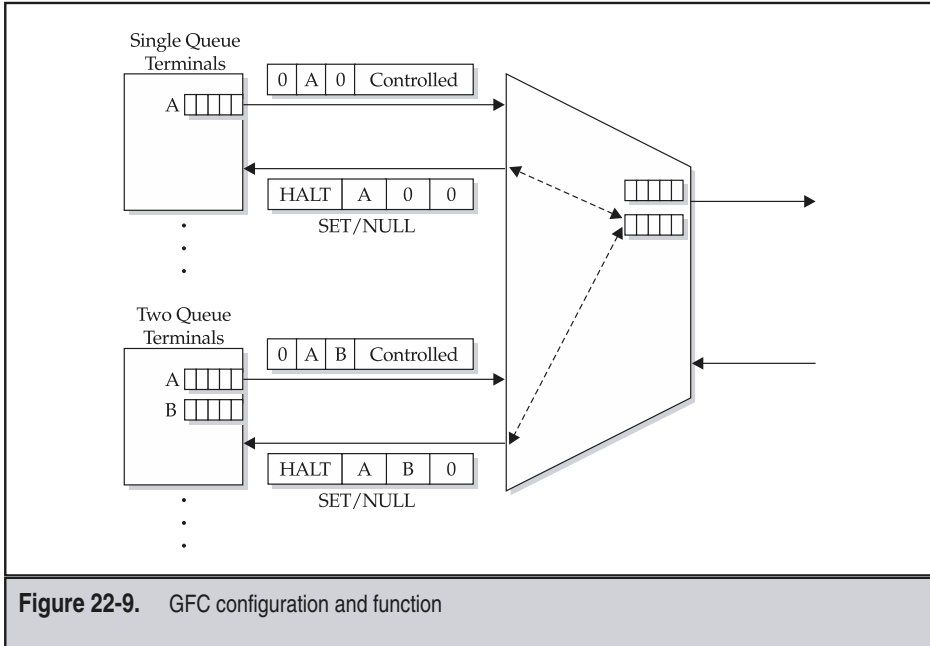 Single Queue
Terminals
A
0 A 0 Controlled
HALT A 0 0
SET/NULL
Two Queue
Terminals
A
B
0 A B Controlled
HALT A B 0
SET/NULL
Figure 22-9. GFC configuration and function